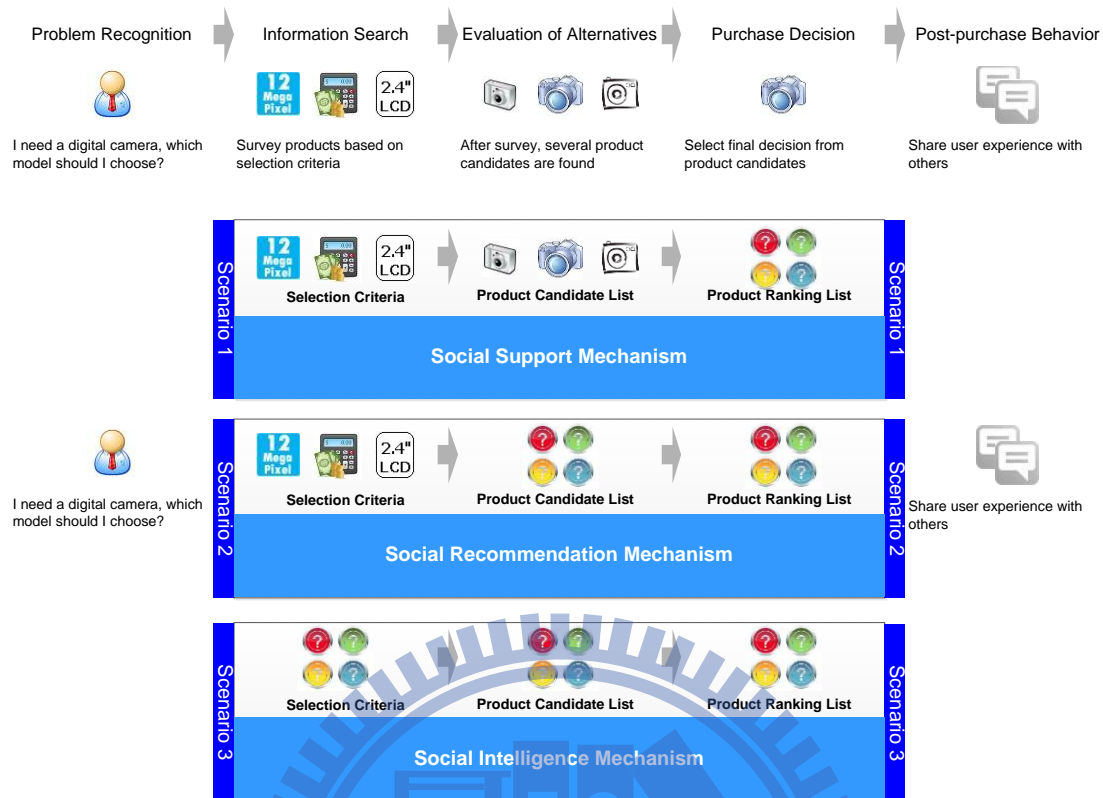 Problem Recognition
Information Search
Evaluation of Alternatives
Purchase Decision
Post-purchase Behavior
12
Mega
Pixel
0.00
2.4"
LCD
I need a digital camera, which
model should I choose?
Survey products based on
selection criteria
After survey, several product
candidates are found
Select final decision from
product candidates
Share user experience with
others
Scenario 1
12
Mega
Pixel
0.00
2.4"
LCD
Selection Criteria
Product Candidate List
? ?
? ?
Product Ranking List
Social Support Mechanism
Scenario 1
I need a digital camera, which
model should I choose?
Scenario 2
12
Mega
Pixel
0.00
2.4"
LCD
Selection Criteria
? ?
? ?
Product Candidate List
? ?
? ?
Product Ranking List
Social Recommendation Mechanism
Scenario 2
Share user experience with
others
Scenario 3
? ?
? ?
Selection Criteria
? ?
? ?
Product Candidate List
? ?
? ?
Product Ranking List
Social Intelligence Mechanism
Scenario 3